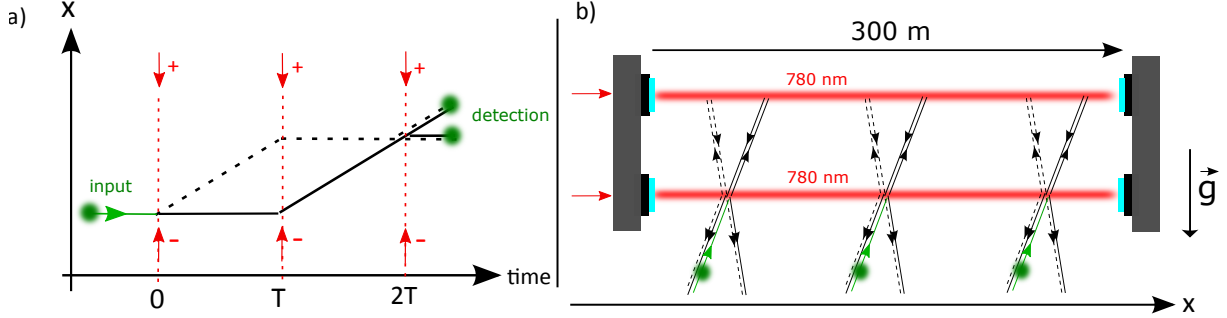 a)
x
+
+
+
input
detection
-
-
-
0
T
2T
time
b)
300 m
780 nm
780 nm
g
x